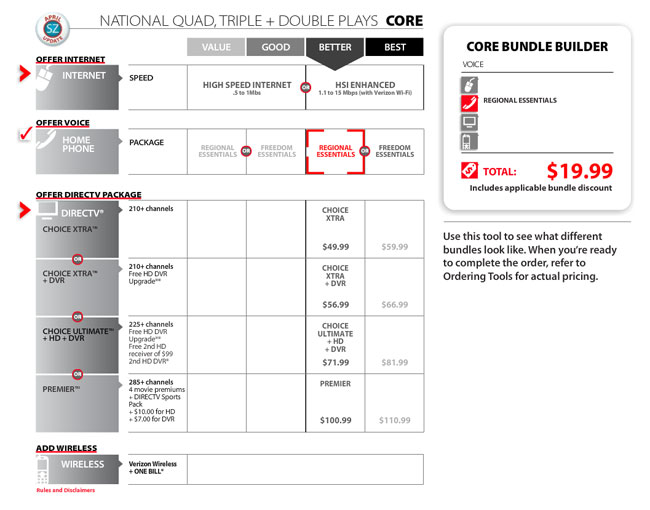 APRIL
SZ
UPDATE
NATIONAL QUAD, TRIPLE + DOUBLE PLAYS CORE
VALUE GOOD BETTER BEST
OFFER INTERNET
INTERNET
SPEED
HIGH SPEED INTERNET
.5 to 1Mbs
OR
HSI ENHANCED
1.1 to 15 Mbps (with Verizon Wi-Fi)
OFFER VOICE
HOME
PHONE
PACKAGE
REGIONAL
ESSENTIALS
OR
FREEDOM
ESSENTIALS
REGIONAL
ESSENTIALS
OR
FREEDOM
ESSENTIALS
OFFER DIRECTV PACKAGE
DIRECTV®
CHOICE XTRA™
210+ channels
CHOICE
XTRA
$49.99 $59.99
OR
CHOICE XTRA™
+ DVR
210+ channels
Free HD DVR
Upgrade**
CHOICE
XTRA
+ DVR
$56.99 $66.99
OR
CHOICE ULTIMATE™
+ HD + DVR
225+ channels
Free HD DVR
Upgrade**
Free 2nd HD
receiver of $99
2nd HD DVR*
CHOICE
ULTIMATE
+ HD
+ DVR
$71.99 $81.99
OR
PREMIER™
285+ channels
4 movie premiums
+ DIRECTV Sports
Pack
+ $10.00 for HD
+ $7.00 for DVR
PREMIER
$100.99 $110.99
ADD WIRELESS
WIRELESS
Verizon Wireless
+ ONE BILL*
Rules and Disclaimers
CORE BUNDLE BUILDER
VOICE
REGIONAL ESSENTIALS
TOTAL: $19.99
Includes applicable bundle discount
Use this tool to see what different
bundles look like. When you're ready
to complete the order, refer to
Ordering Tools for actual pricing.